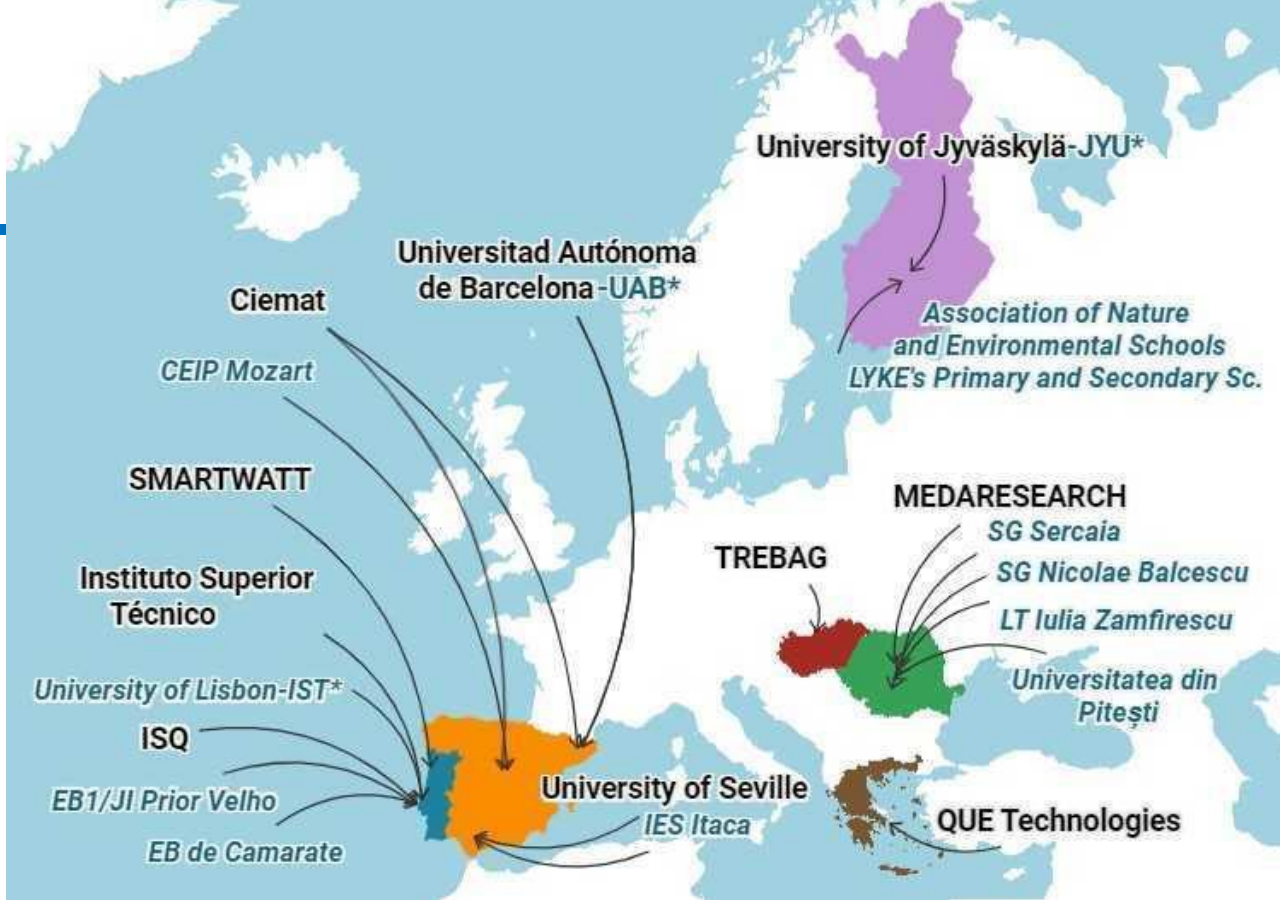 University of Jyväskylä-JYU*
Universitad Autónoma
de Barcelona-UAB*
Ciemat
Association of Nature
and Environmental Schools
LYKE's Primary and Secondary Sc.
CEIP Mozart
SMARTWATT
MEDARESEARCH
SG Sercaia
TREBAG
SG Nicolae Balcescu
Instituto Superior
Técnico
LT Iulia Zamfirescu
University of Lisbon-IST*
Universitatea din
Pitești
ISQ
University of Seville
IES Itaca
EB1/JI Prior Velho
QUE Technologies
EB de Camarate